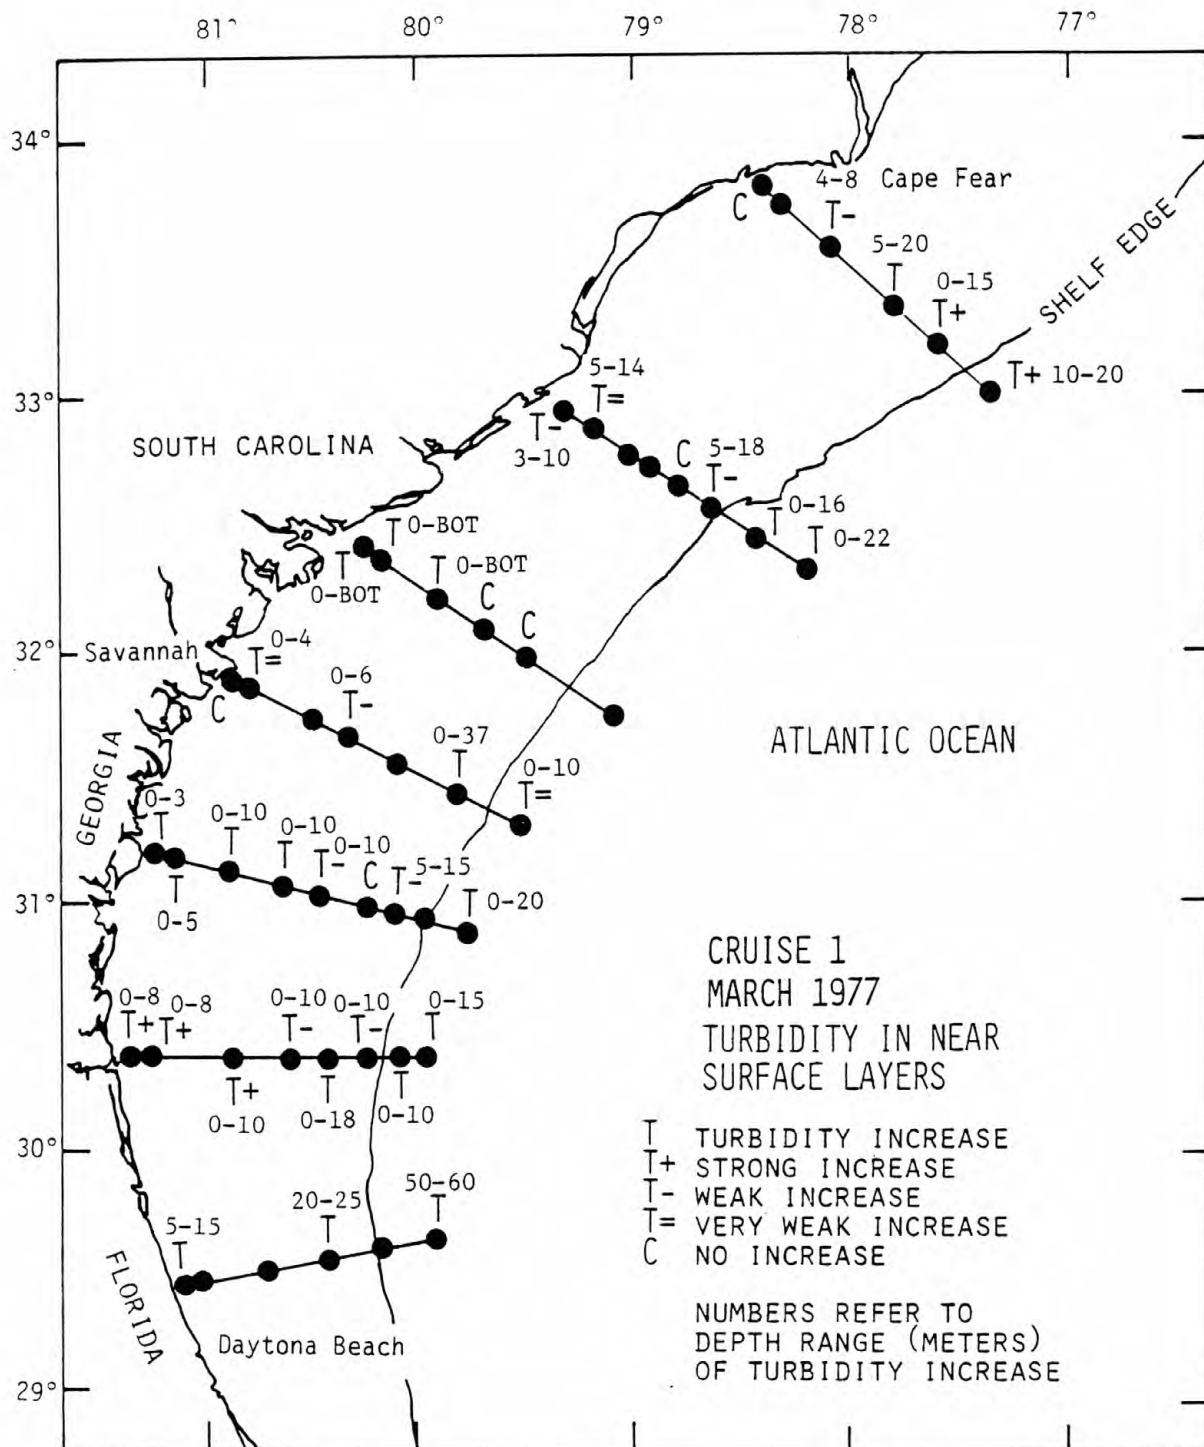 81°
80°
79°
78°
77°
34°
33°
32°
31°
30°
29°
4-8 Cape Fear
C
T-
5-20
T
0-15
T+
T+ 10-20
SHELF EDGE
5-14
T=
T-
3-10
C
5-18
T-
T 0-16
T 0-22
SOUTH CAROLINA
T 0-BOT
T
0-BOT
T 0-BOT
C
C
Savannah
T= 0-4
C
0-6
T-
0-37
T
0-10
T=
ATLANTIC OCEAN
GEORGIA
0-3
T
T
0-5
0-10
T
0-10
T
T- 0-10
C
T- 5-15
T 0-20
0-8
T+
0-8
T+
T+
0-10
0-10
T-
T
0-18
0-10
T-
T
0-10
0-15
T
5-15
T
20-25
T
50-60
T
FLORIDA
Daytona Beach
CRUISE 1
MARCH 1977
TURBIDITY IN NEAR
SURFACE LAYERS
T TURBIDITY INCREASE
T+ STRONG INCREASE
T- WEAK INCREASE
T= VERY WEAK INCREASE
C NO INCREASE
NUMBERS REFER TO
DEPTH RANGE (METERS)
OF TURBIDITY INCREASE